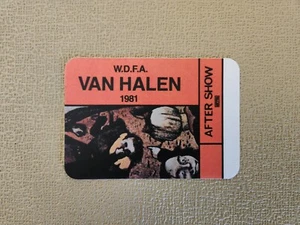 W.D.F.A.
VAN HALEN
1981
AFTER SHOW